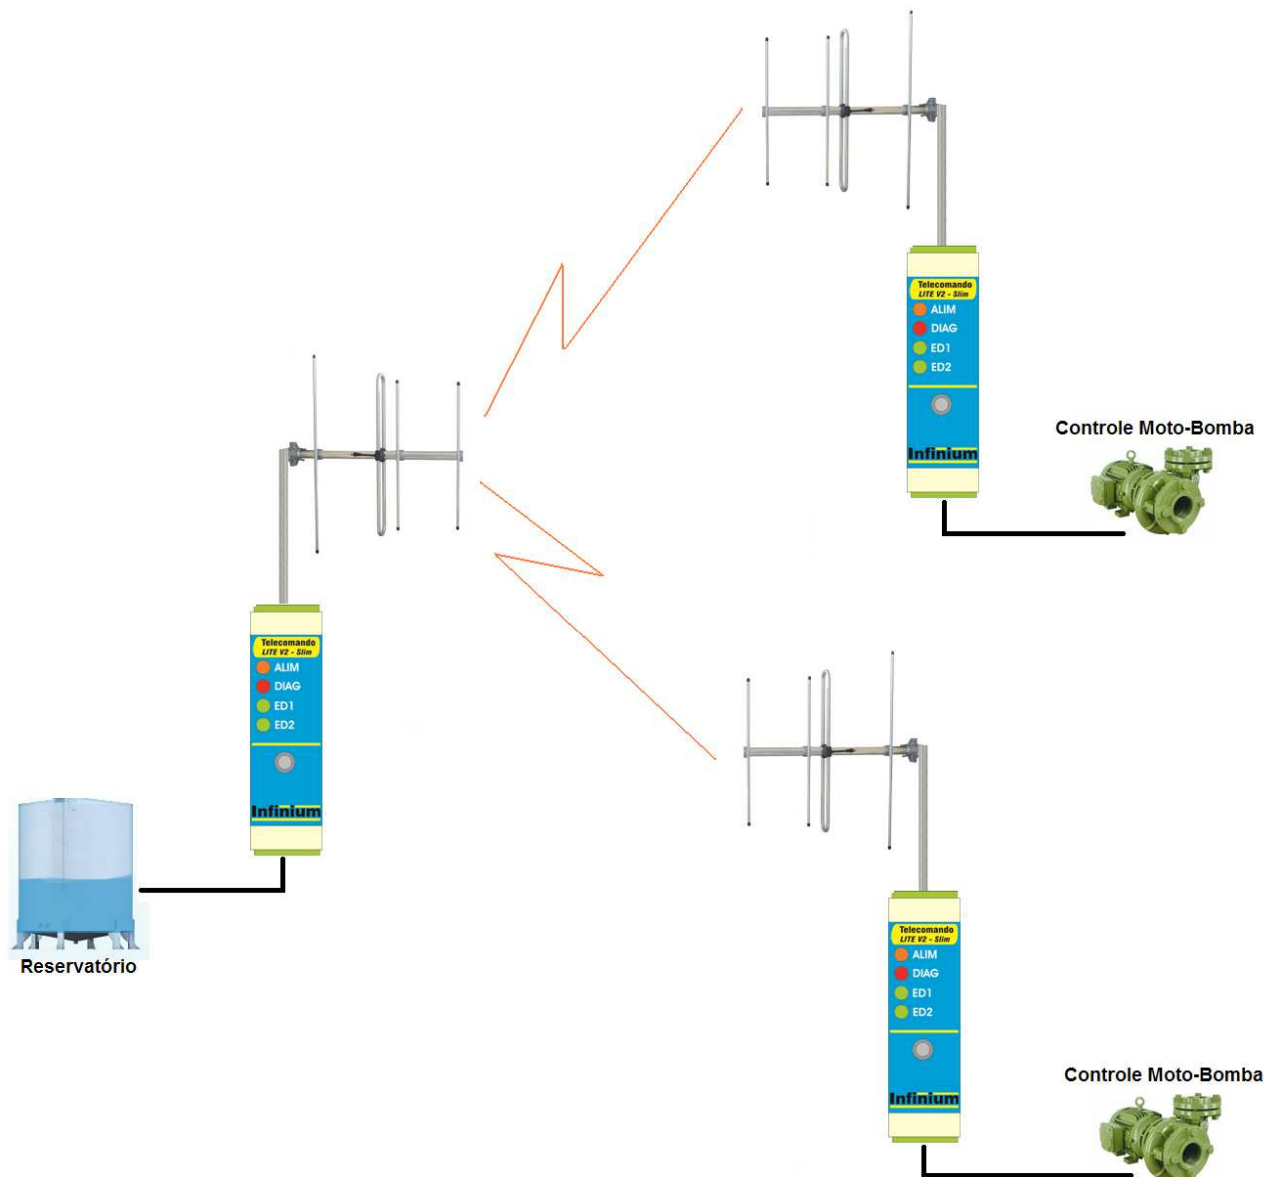 Telecomando
LITE V2 - Slim
ALIM
DIAG
ED1
ED2
Infinium
Controle Moto-Bomba
Telecomando
LITE V2 - Slim
ALIM
DIAG
ED1
ED2
Infinium
Reservatório
Telecomando
LITE V2 - Slim
ALIM
DIAG
ED1
ED2
Infinium
Controle Moto-Bomba